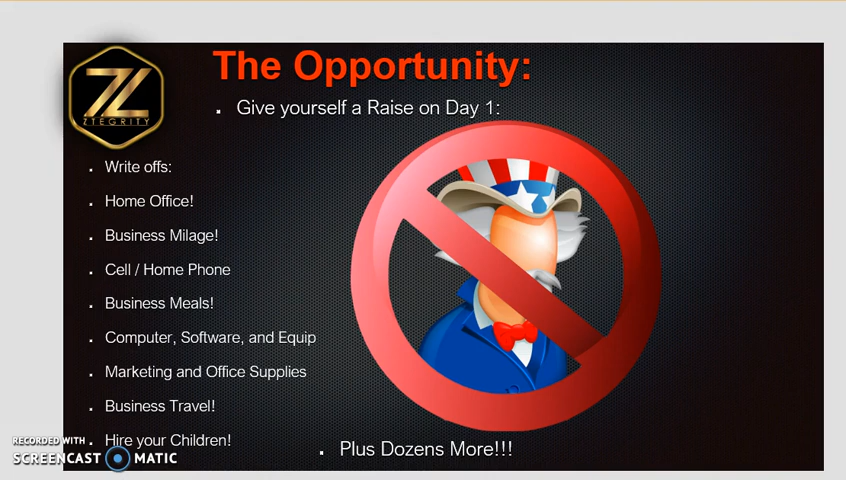 The Opportunity:
Give yourself a Raise on Day 1:
ZTEGRITY
Write offs:
Home Office!
Business Milage!
Cell / Home Phone
Business Meals!
Computer, Software, and Equip
Marketing and Office Supplies
Business Travel!
Hire your Children!
Plus Dozens More!!!
RECORDED WITH
SCREENCAST MATIC